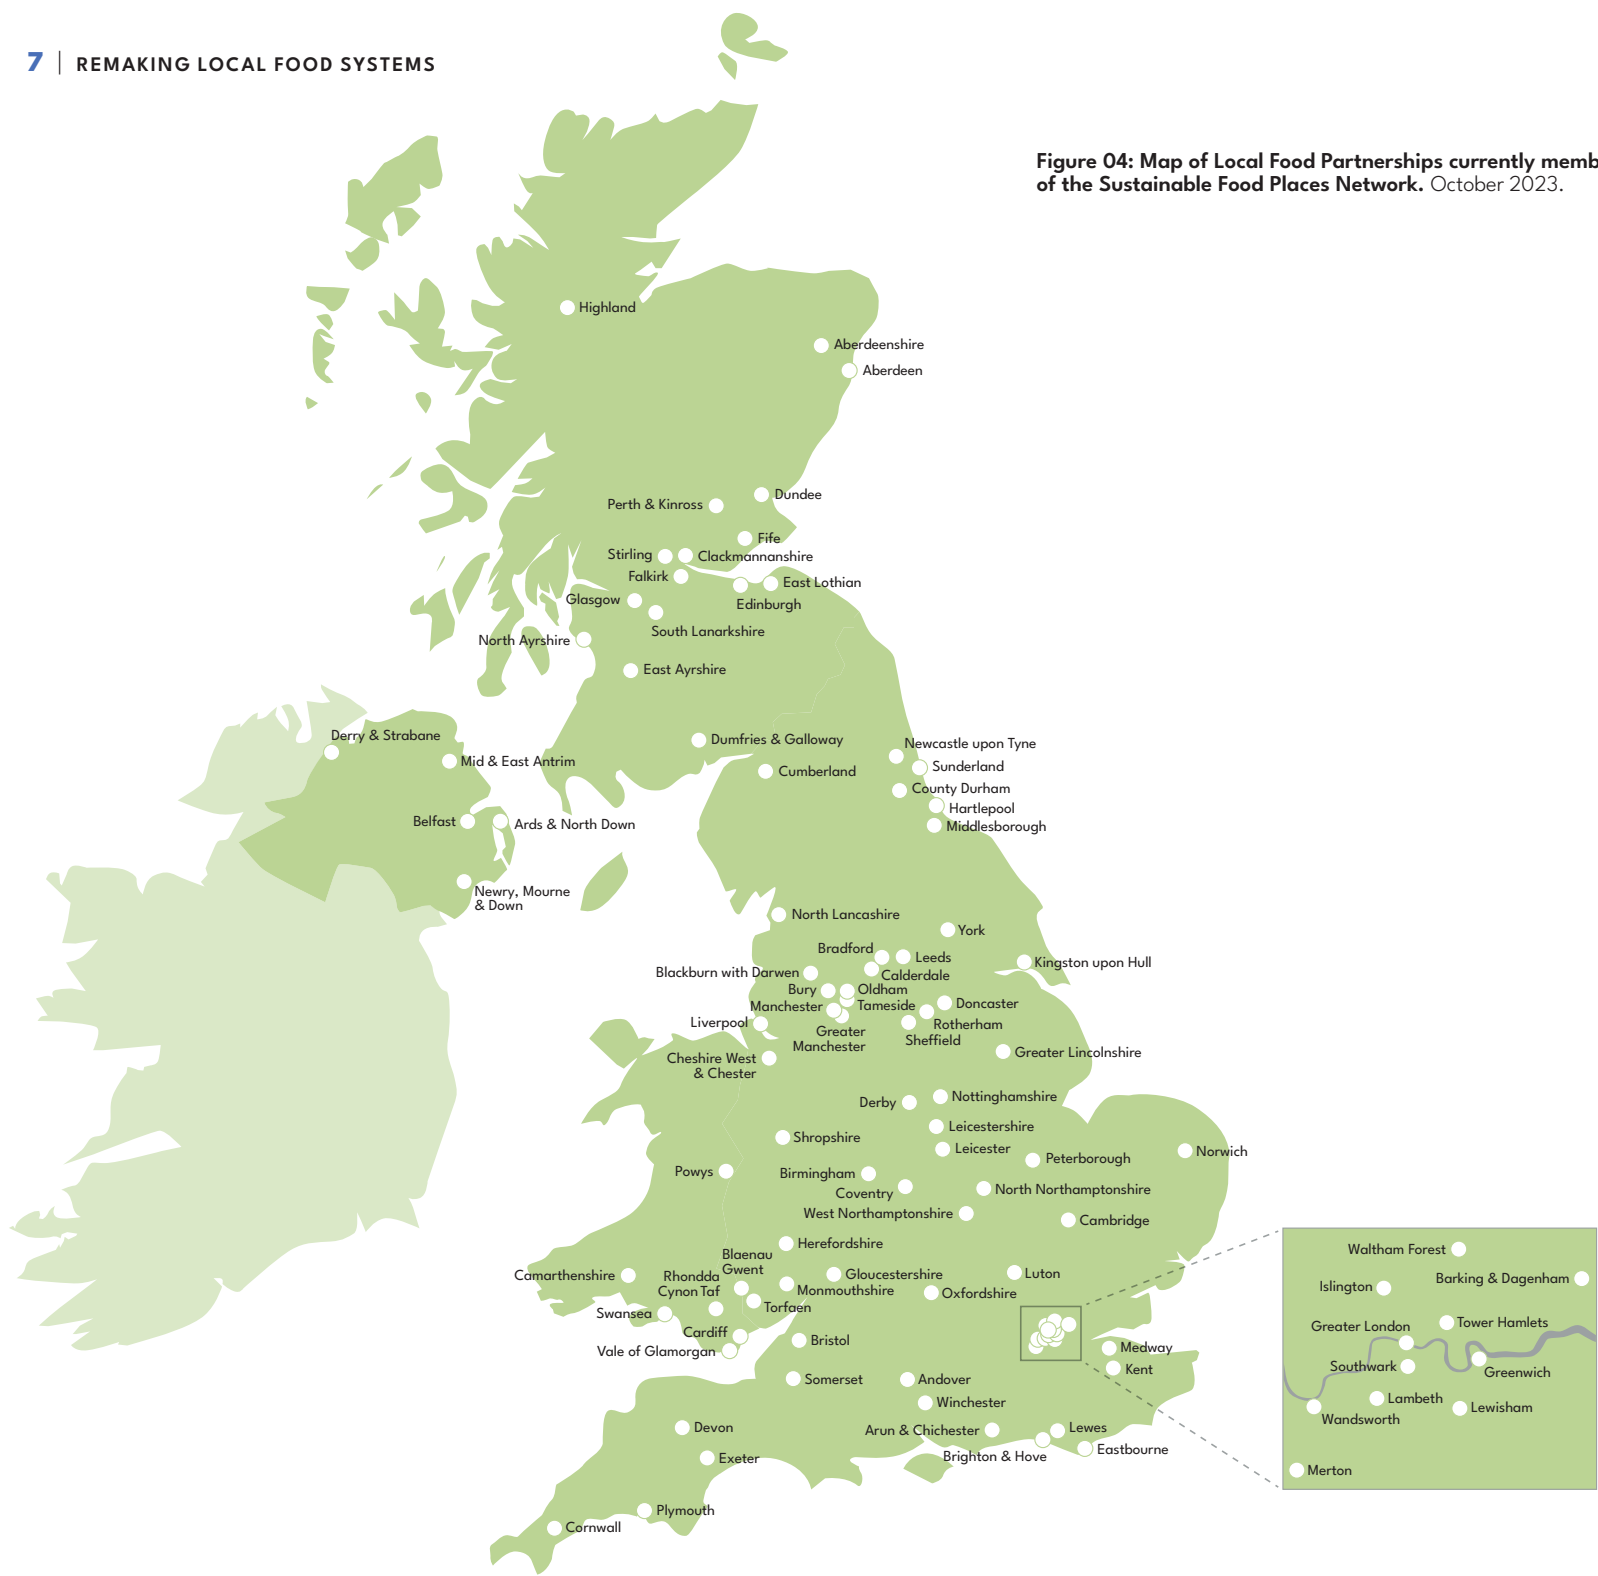 7 | REMAKING LOCAL FOOD SYSTEMS
Figure 04: Map of Local Food Partnerships currently memb
of the Sustainable Food Places Network. October 2023.
Highland
Aberdeenshire
Aberdeen
Dundee
Perth & Kinross
Fife
Stirling
Clackmannanshire
Falkirk
East Lothian
Edinburgh
Glasgow
South Lanarkshire
North Ayrshire
East Ayrshire
Derry & Strabane
Mid & East Antrim
Dumfries & Galloway
Cumberland
Newcastle upon Tyne
Sunderland
County Durham
Hartlepool
Middlesborough
Belfast
Ards & North Down
Newry, Mourne
& Down
North Lancashire
York
Bradford
Leeds
Kingston upon Hull
Blackburn with Darwen
Calderdale
Bury
Oldham
Manchester
Tameside
Doncaster
Liverpool
Greater
Manchester
Rotherham
Sheffield
Cheshire West
& Chester
Greater Lincolnshire
Nottinghamshire
Derby
Leicestershire
Shropshire
Leicester
Norwich
Peterborough
Powys
Birmingham
Coventry
North Northamptonshire
West Northamptonshire
Cambridge
Herefordshire
Blaenau
Gwent
Camarthenshire
Rhondda
Cynon Taf
Gloucestershire
Monmouthshire
Luton
Oxfordshire
Torfaen
Swansea
Cardiff
Vale of Glamorgan
Bristol
Medway
Kent
Somerset
Andover
Winchester
Devon
Arun & Chichester
Lewes
Brighton & Hove
Eastbourne
Exeter
Plymouth
Cornwall
Waltham Forest
Islington
Barking & Dagenham
Greater London
Tower Hamlets
Southwark
Greenwich
Lambeth
Lewisham
Wandsworth
Merton